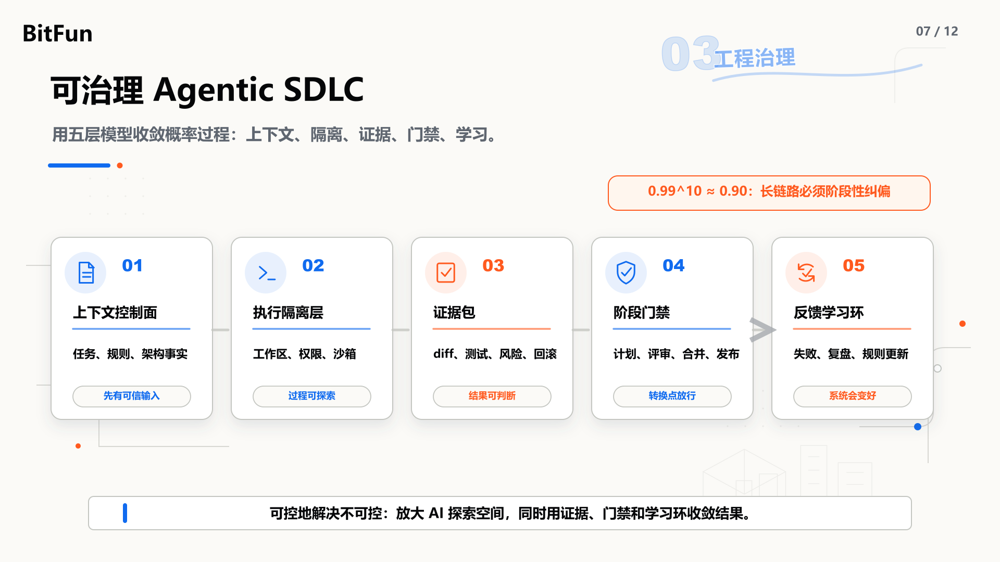 BitFun
07 / 12
03 工程治理
可治理 Agentic SDLC
用五层模型收敛概率过程：上下文、隔离、证据、门禁、学习。
0.99^10 ≈ 0.90：长链路必须阶段性纠偏
01
上下文控制面
任务、规则、架构事实
先有可信输入
02
执行隔离层
工作区、权限、沙箱
过程可探索
03
证据包
diff、测试、风险、回滚
结果可判断
04
阶段门禁
计划、评审、合并、发布
转换点放行
05
反馈学习环
失败、复盘、规则更新
系统会变好
可控地解决不可控：放大 AI 探索空间，同时用证据、门禁和学习环收敛结果。